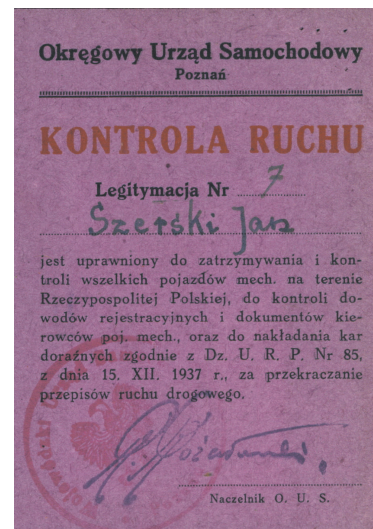 Okręgowy Urząd Samochodowy
Poznań
KONTROLA RUCHU
Legitymacja Nr 7
Szerski Jan
jest uprawniony do zatrzymywania i kon-
troli wszelkich pojazdów mech. na terenie
Rzeczypospolitej Polskiej, do kontroli do-
wodów rejestracyjnych i dokumentów kie-
rowców poj. mech., oraz do nakładania kar
doraźnych zgodnie z Dz. U. R. P. Nr 85,
z dnia 15. XII. 1937 r., za przekraczanie
przepisów ruchu drogowego.
Naczelnik O. U. S.